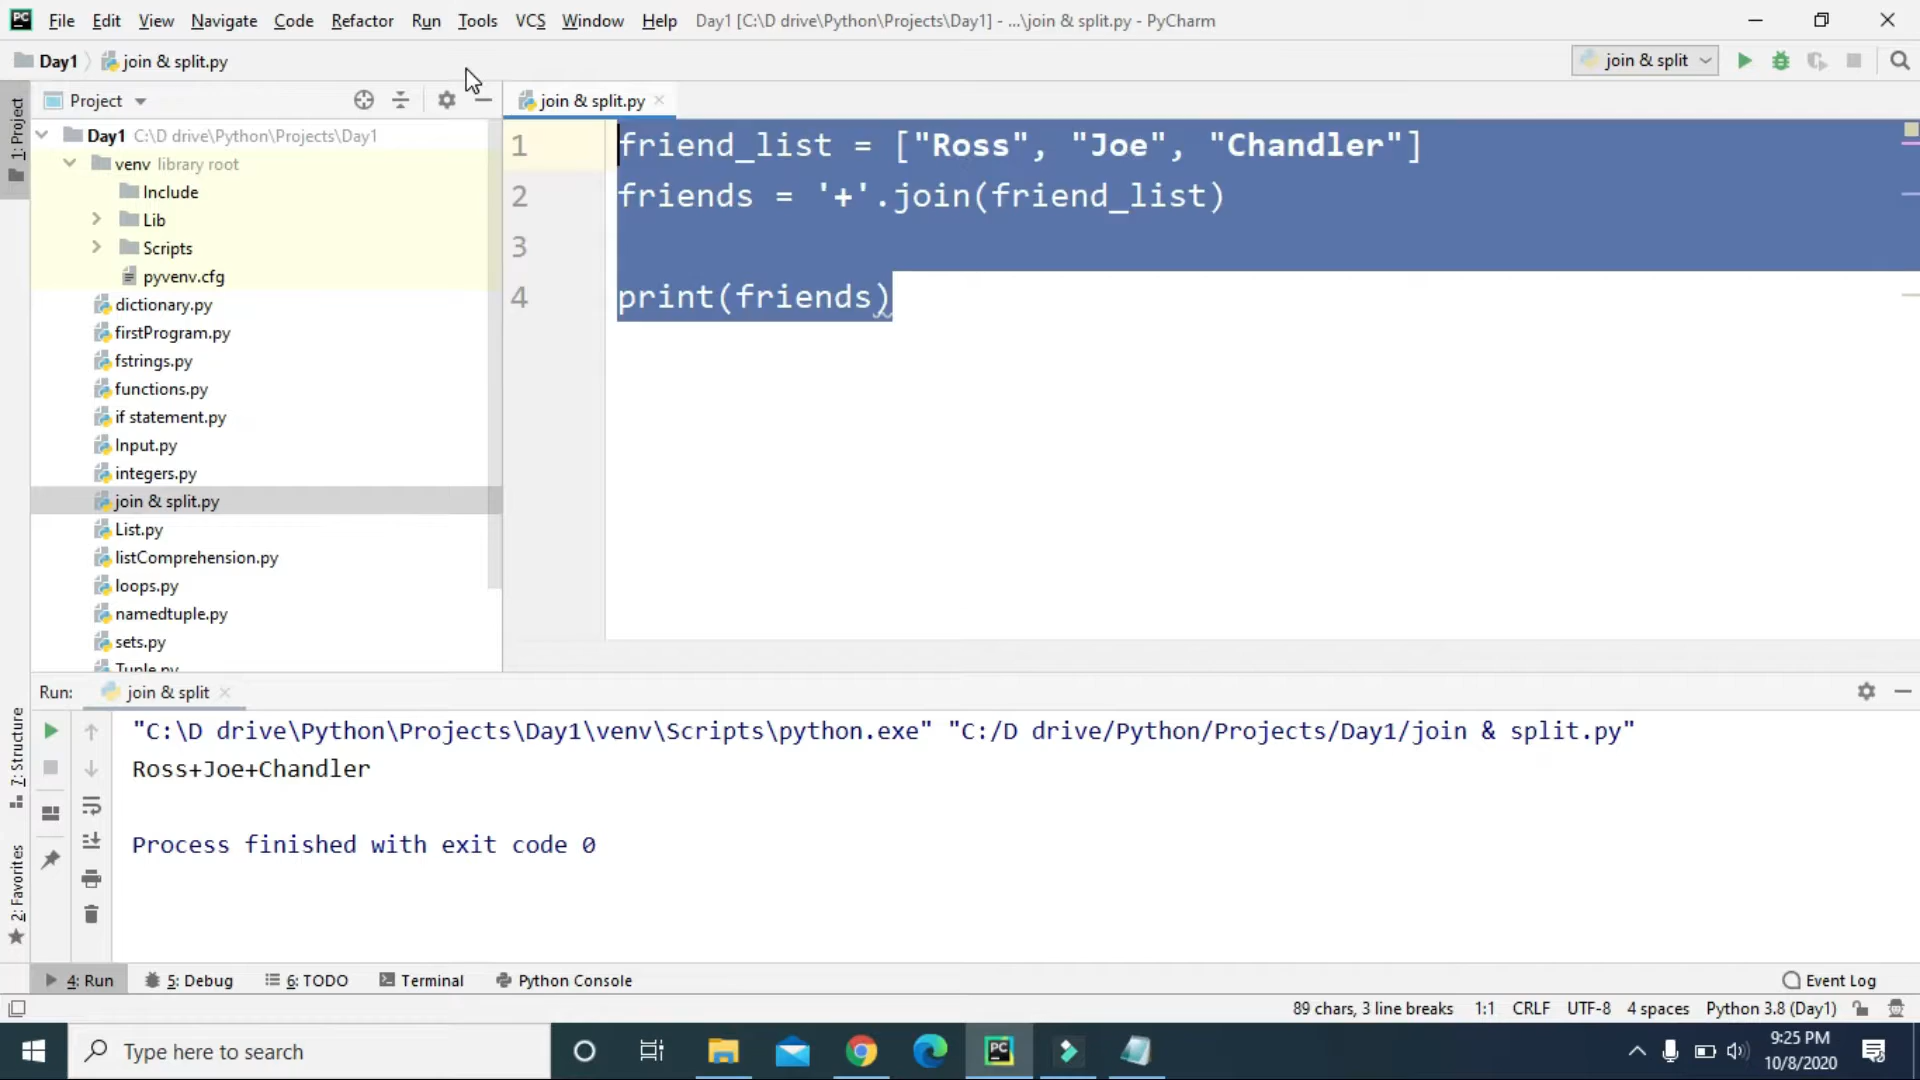 PC File Edit View Navigate Code Refactor Run Tools VCS Window Help Day1 [C:\D drive\Python\Projects\Day1] - ...\join & split.py - PyCharm
Day1 join & split.py join & split
1: Project
Project join & split.py
Day1 C:\D drive\Python\Projects\Day1
venv library root
Include
Lib
Scripts
pyvenv.cfg
dictionary.py
firstProgram.py
fstrings.py
functions.py
if statement.py
Input.py
integers.py
join & split.py
List.py
listComprehension.py
loops.py
namedtuple.py
sets.py
Tuple.py
1 friend_list = ["Ross", "Joe", "Chandler"]
2 friends = '+'.join(friend_list)
3
4 print(friends)
Run: join & split
7: Structure
2: Favorites
"C:\D drive\Python\Projects\Day1\venv\Scripts\python.exe" "C:/D drive/Python/Projects/Day1/join & split.py"
Ross+Joe+Chandler
Process finished with exit code 0
4: Run 5: Debug 6: TODO Terminal Python Console Event Log
89 chars, 3 line breaks 1:1 CRLF UTF-8 4 spaces Python 3.8 (Day1)
Type here to search PC 9:25 PM
10/8/2020